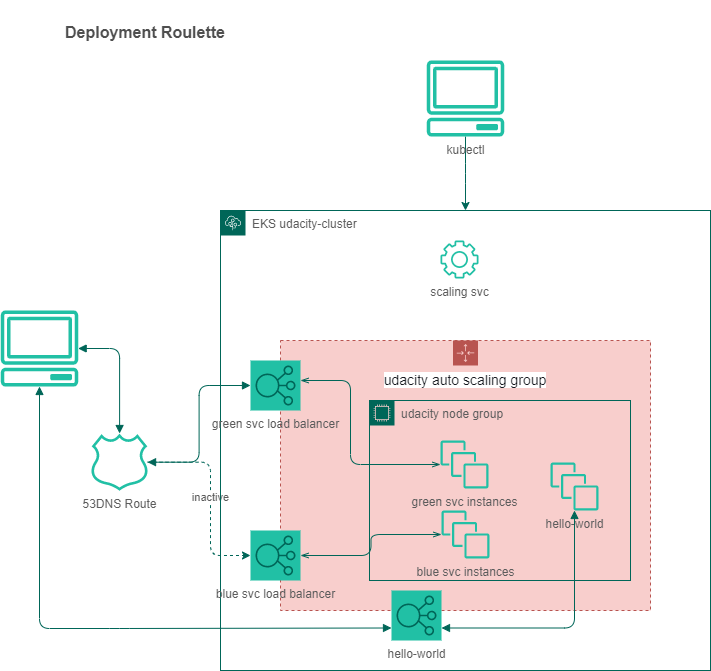 Deployment Roulette
kubectl
EKS udacity-cluster
scaling svc
udacity auto scaling group
udacity node group
green svc load balancer
green svc instances
53DNS Route
inactive
hello-world
blue svc instances
blue svc load balancer
hello-world